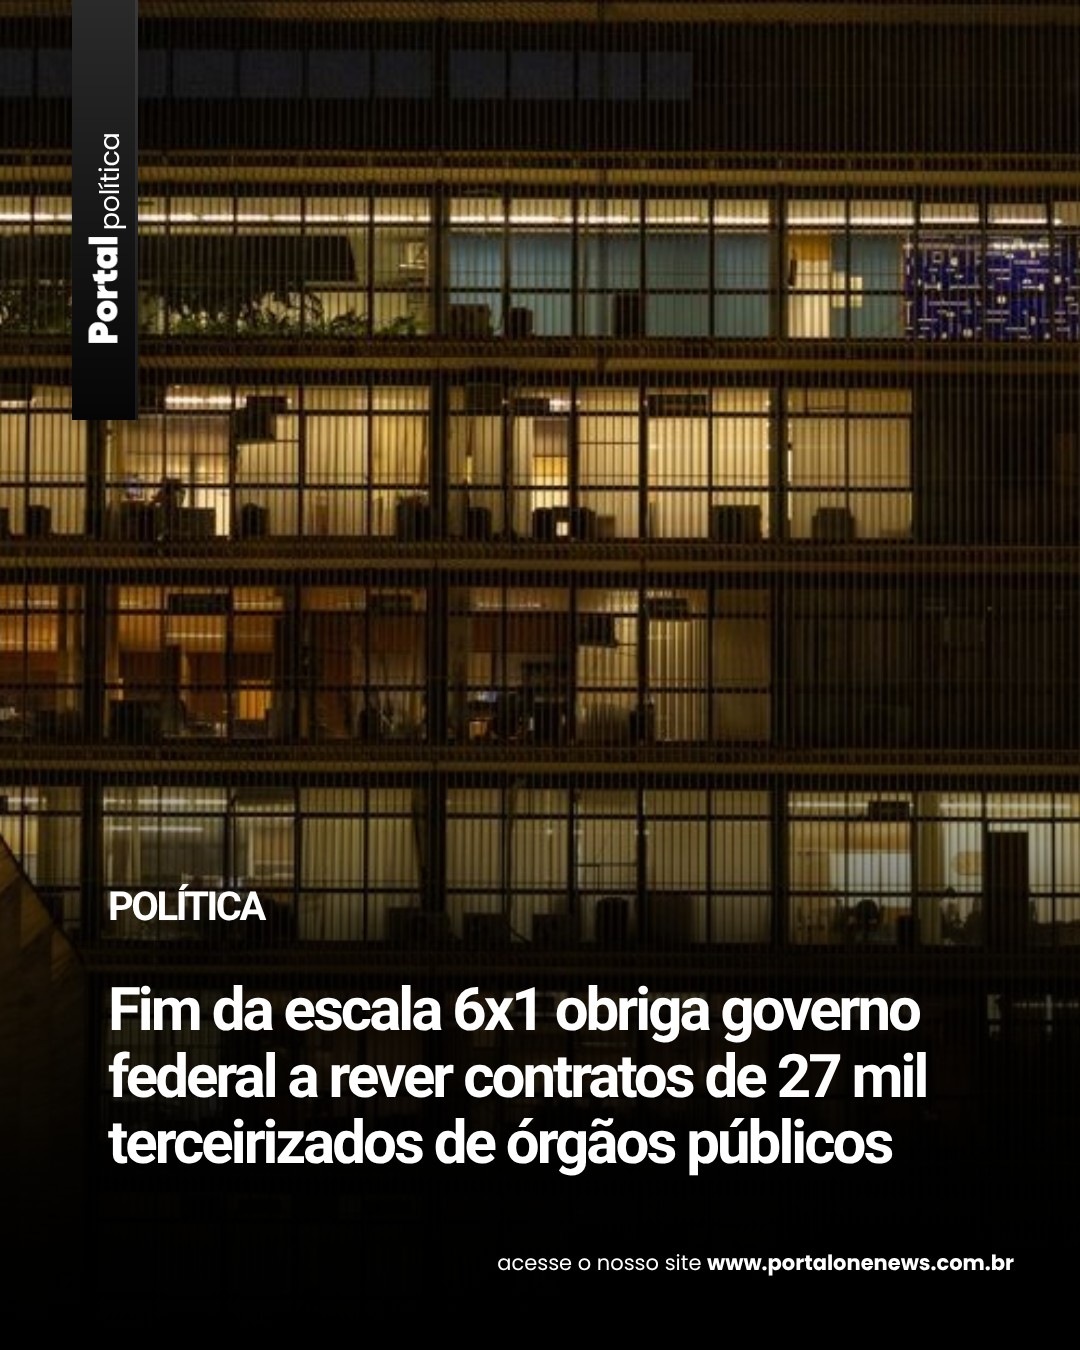 Portal política
POLÍTICA
Fim da escala 6x1 obriga governo
federal a rever contratos de 27 mil
terceirizados de órgãos públicos
acesse o nosso site www.portalonenews.com.br